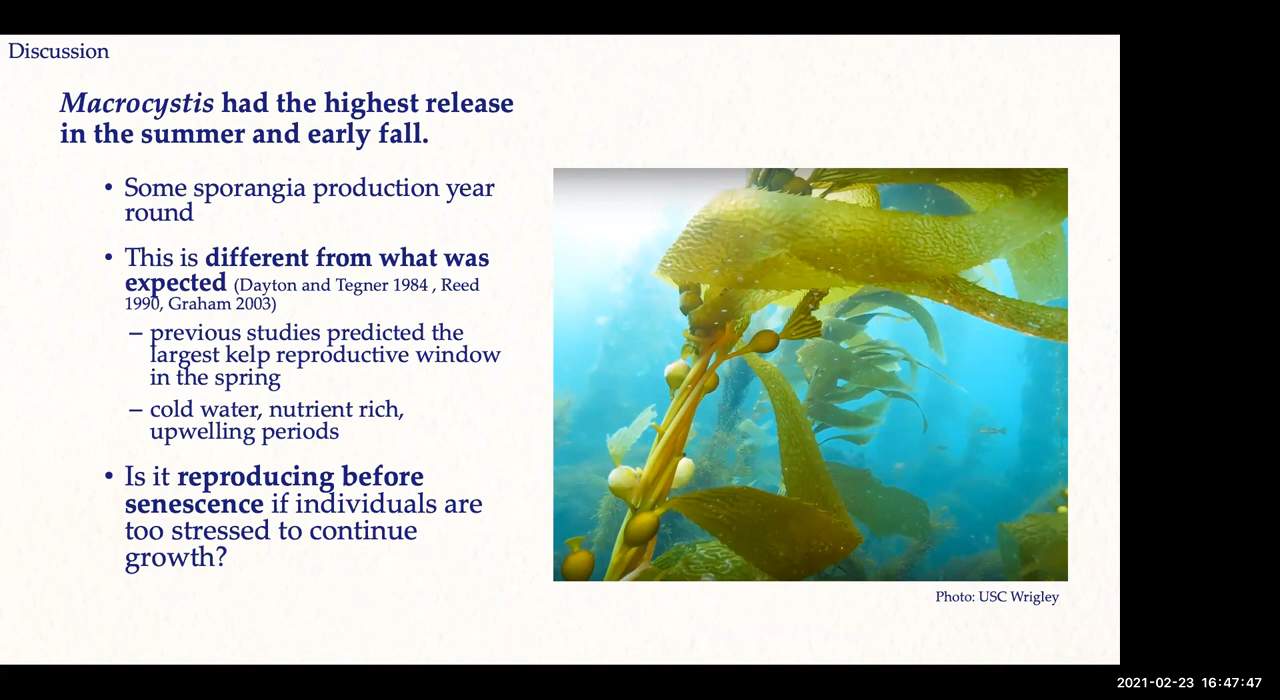 Discussion
Macrocystis had the highest release
in the summer and early fall.
• Some sporangia production year
round
• This is different from what was
expected (Dayton and Tegner 1984 , Reed
1990, Graham 2003)
– previous studies predicted the
largest kelp reproductive window
in the spring
– cold water, nutrient rich,
upwelling periods
• Is it reproducing before
senescence if individuals are
too stressed to continue
growth?
Photo: USC Wrigley
2021-02-23 16:47:47